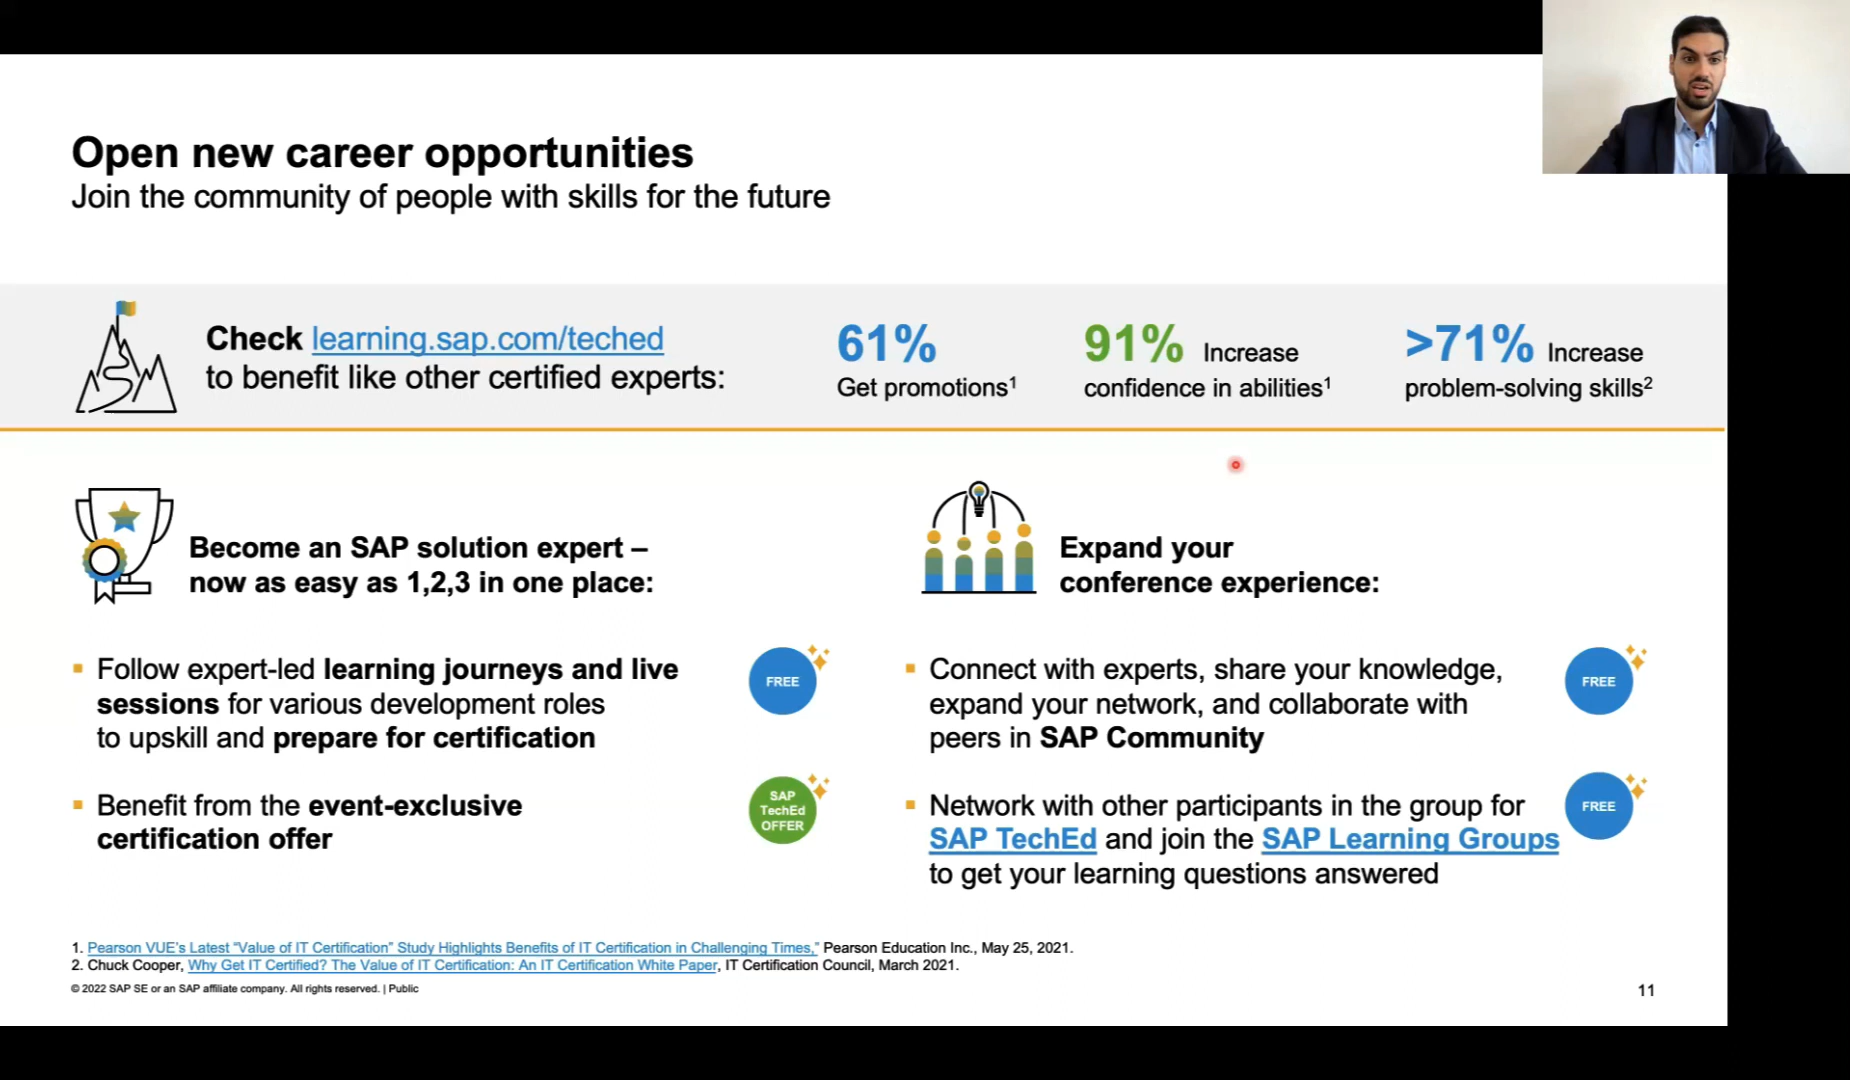 Open new career opportunities
Join the community of people with skills for the future
Check learning.sap.com/teched
to benefit like other certified experts:
61%
Get promotions¹
91% Increase
confidence in abilities¹
>71% Increase
problem-solving skills²
Become an SAP solution expert –
now as easy as 1,2,3 in one place:
Follow expert-led learning journeys and live
sessions for various development roles
to upskill and prepare for certification
FREE
Benefit from the event-exclusive
certification offer
SAP
TechEd
OFFER
Expand your
conference experience:
Connect with experts, share your knowledge,
expand your network, and collaborate with
peers in SAP Community
FREE
Network with other participants in the group for
SAP TechEd and join the SAP Learning Groups
to get your learning questions answered
FREE
1. Pearson VUE's Latest "Value of IT Certification" Study Highlights Benefits of IT Certification in Challenging Times," Pearson Education Inc., May 25, 2021.
2. Chuck Cooper, Why Get IT Certified? The Value of IT Certification: An IT Certification White Paper, IT Certification Council, March 2021.
© 2022 SAP SE or an SAP affiliate company. All rights reserved. | Public
11